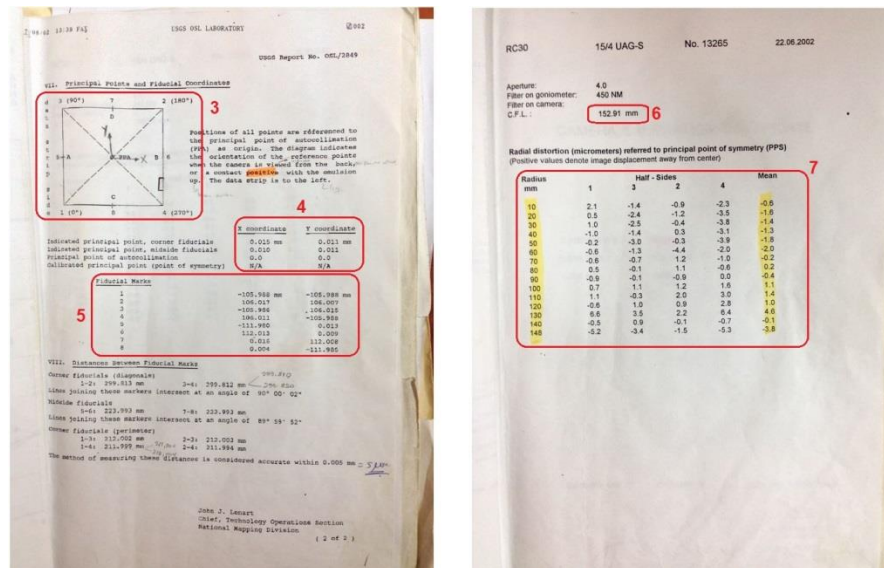 USGS OSL LABORATORY
002
USGS Report No. OSL/2849
VII. Principal Points and Fiducial Coordinates
3
3 (90°) 7 2 (180°)
D
Y
A PPA X B 6
C
1 (0°) 8 4 (270°)
Positions of all points are referenced to
the principal point of autocollimation
(PPA) as origin. The diagram indicates
the orientation of the reference points
when the camera is viewed from the back,
or a contact positive with the emulsion
up. The data strip is to the left.
4
X coordinate Y coordinate
Indicated principal point, corner fiducials 0.015 mm 0.011 mm
Indicated principal point, midside fiducials 0.010 0.011
Principal point of autocollimation 0.0 0.0
Calibrated principal point (point of symmetry) N/A N/A
5
Fiducial Marks
1 -105.988 mm -105.988 mm
2 106.017 106.007
3 106.015
4 106.011
5 -111.980 0.013
6 112.013 0.009
7 0.015 112.008
8 0.004 -111.985
VIII. Distances Between Fiducial Marks
Corner fiducials (diagonals)
1-2: 299.813 mm 3-4: 299.812 mm
Lines joining these markers intersect at an angle of 90° 00' 02"
Midside fiducials
5-6: 223.993 mm 7-8: 223.993 mm
Lines joining these markers intersect at an angle of 89° 59' 52"
Corner fiducials (perimeter)
1-3: 212.002 mm 2-3: 212.003 mm
1-4: 211.999 mm 2-4: 211.994 mm
The method of measuring these distances is considered accurate within 0.005 mm
John J. Lenart
Chief, Technology Operations Section
National Mapping Division
( 2 of 2 )
RC30 15/4 UAG-S No. 13265 22.06.2002
Aperture: 4.0
Filter on goniometer: 450 NM
Filter on camera:
C.F.L. : 152.91 mm 6
Radial distortion (micrometers) referred to principal point of symmetry (PPS)
(Positive values denote image displacement away from center)
7
Radius Half - Sides Mean
mm 1 3 2 4
10 2.1 -1.4 -0.9 -2.3 -0.6
20 0.5 -2.4 -1.2 -3.5 -1.6
30 1.0 -2.5 -0.4 -3.8 -1.4
40 -1.0 -1.4 0.3 -3.1 -1.3
50 -0.2 -3.0 -0.3 -3.9 -1.8
60 -0.6 -1.3 -4.4 -2.0 -2.0
70 -0.6 -0.7 1.2 -1.0 -0.2
80 0.5 -0.1 1.1 -0.6 0.2
90 -0.9 -0.1 -0.9 0.0 -0.4
100 0.7 1.1 1.2 1.6 1.1
110 1.1 -0.3 2.0 3.0 1.4
120 -0.6 1.0 0.9 2.8 1.0
130 6.6 3.5 2.2 6.4 4.6
140 -0.5 0.9 -0.1 -0.7 -0.1
148 -5.2 -3.4 -1.5 -5.3 -3.8